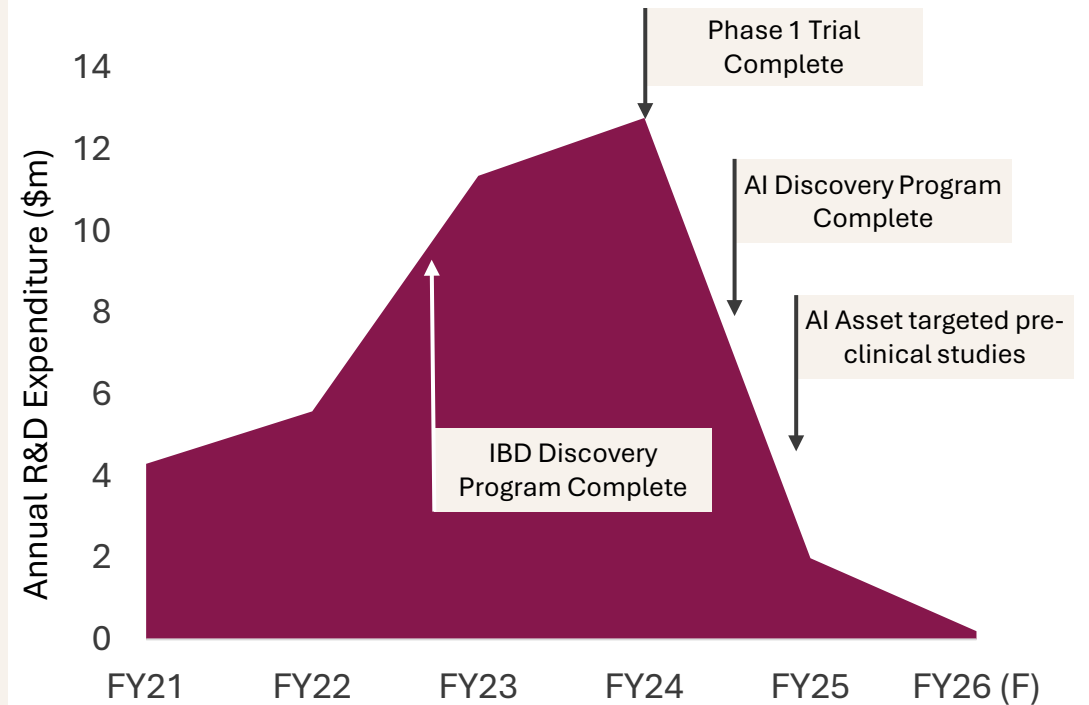 Annual R&D Expenditure ($m)
14
12
10
8
6
4
2
0
Phase 1 Trial
Complete
AI Discovery Program
Complete
AI Asset targeted pre-
clinical studies
IBD Discovery
Program Complete
FY21
FY22
FY23
FY24
FY25
FY26 (F)